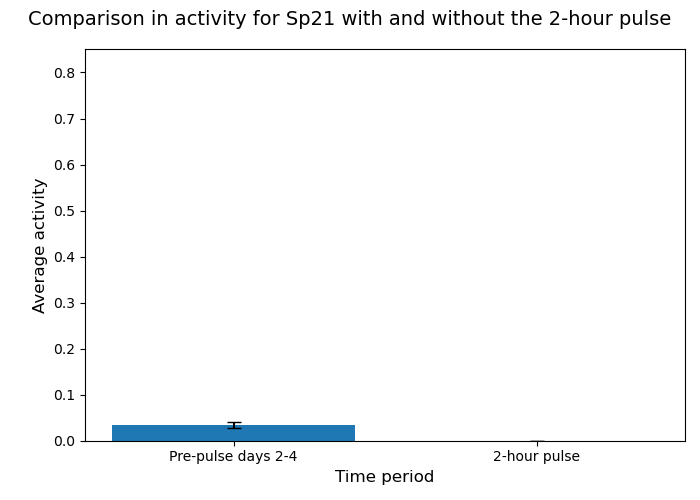 Comparison in activity for Sp21 with and without the 2-hour pulse
0.8
0.7
0.6
0.5
0.4
0.3
0.2
0.1
0.0
Average activity
Pre-pulse days 2-4
2-hour pulse
Time period